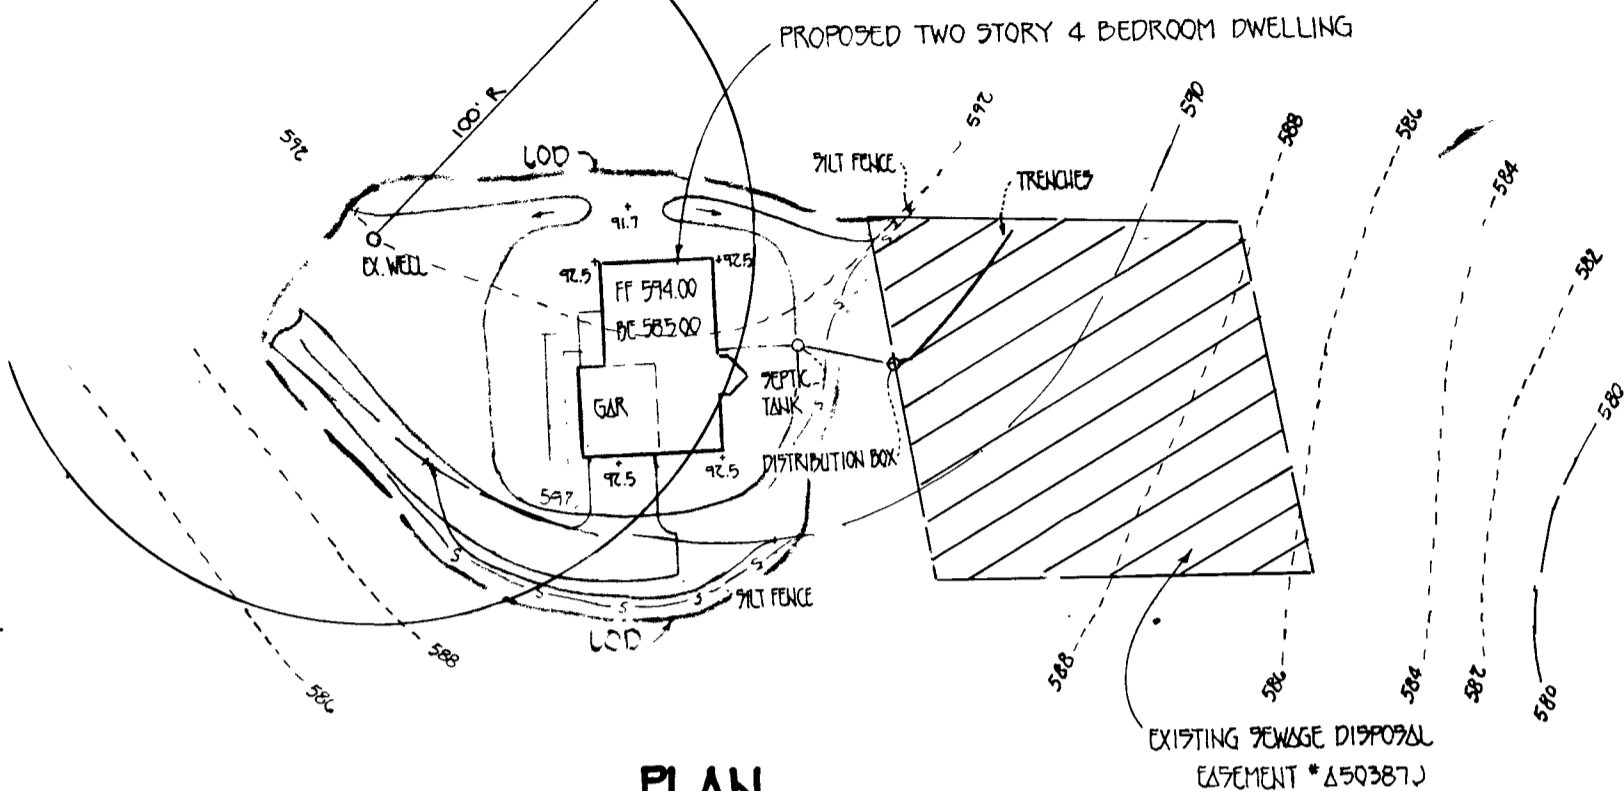 PROPOSED TWO STORY 4 BEDROOM DWELLING
100' R
592
LOD
SILT FENCE
592
590
588
586
584
582
580
TRENCHES
91.7
EX. WELL
92.5
92.5
FF 594.00
BE 585.00
GAR
SEPTIC
TANK
DISTRIBUTION BOX
92.5
92.5
592
SILT FENCE
LOD
588
586
588
586
584
582
580
EXISTING SEWAGE DISPOSAL
EASEMENT #A50387J
PLAN
S
S
S
S
S
S
S
S